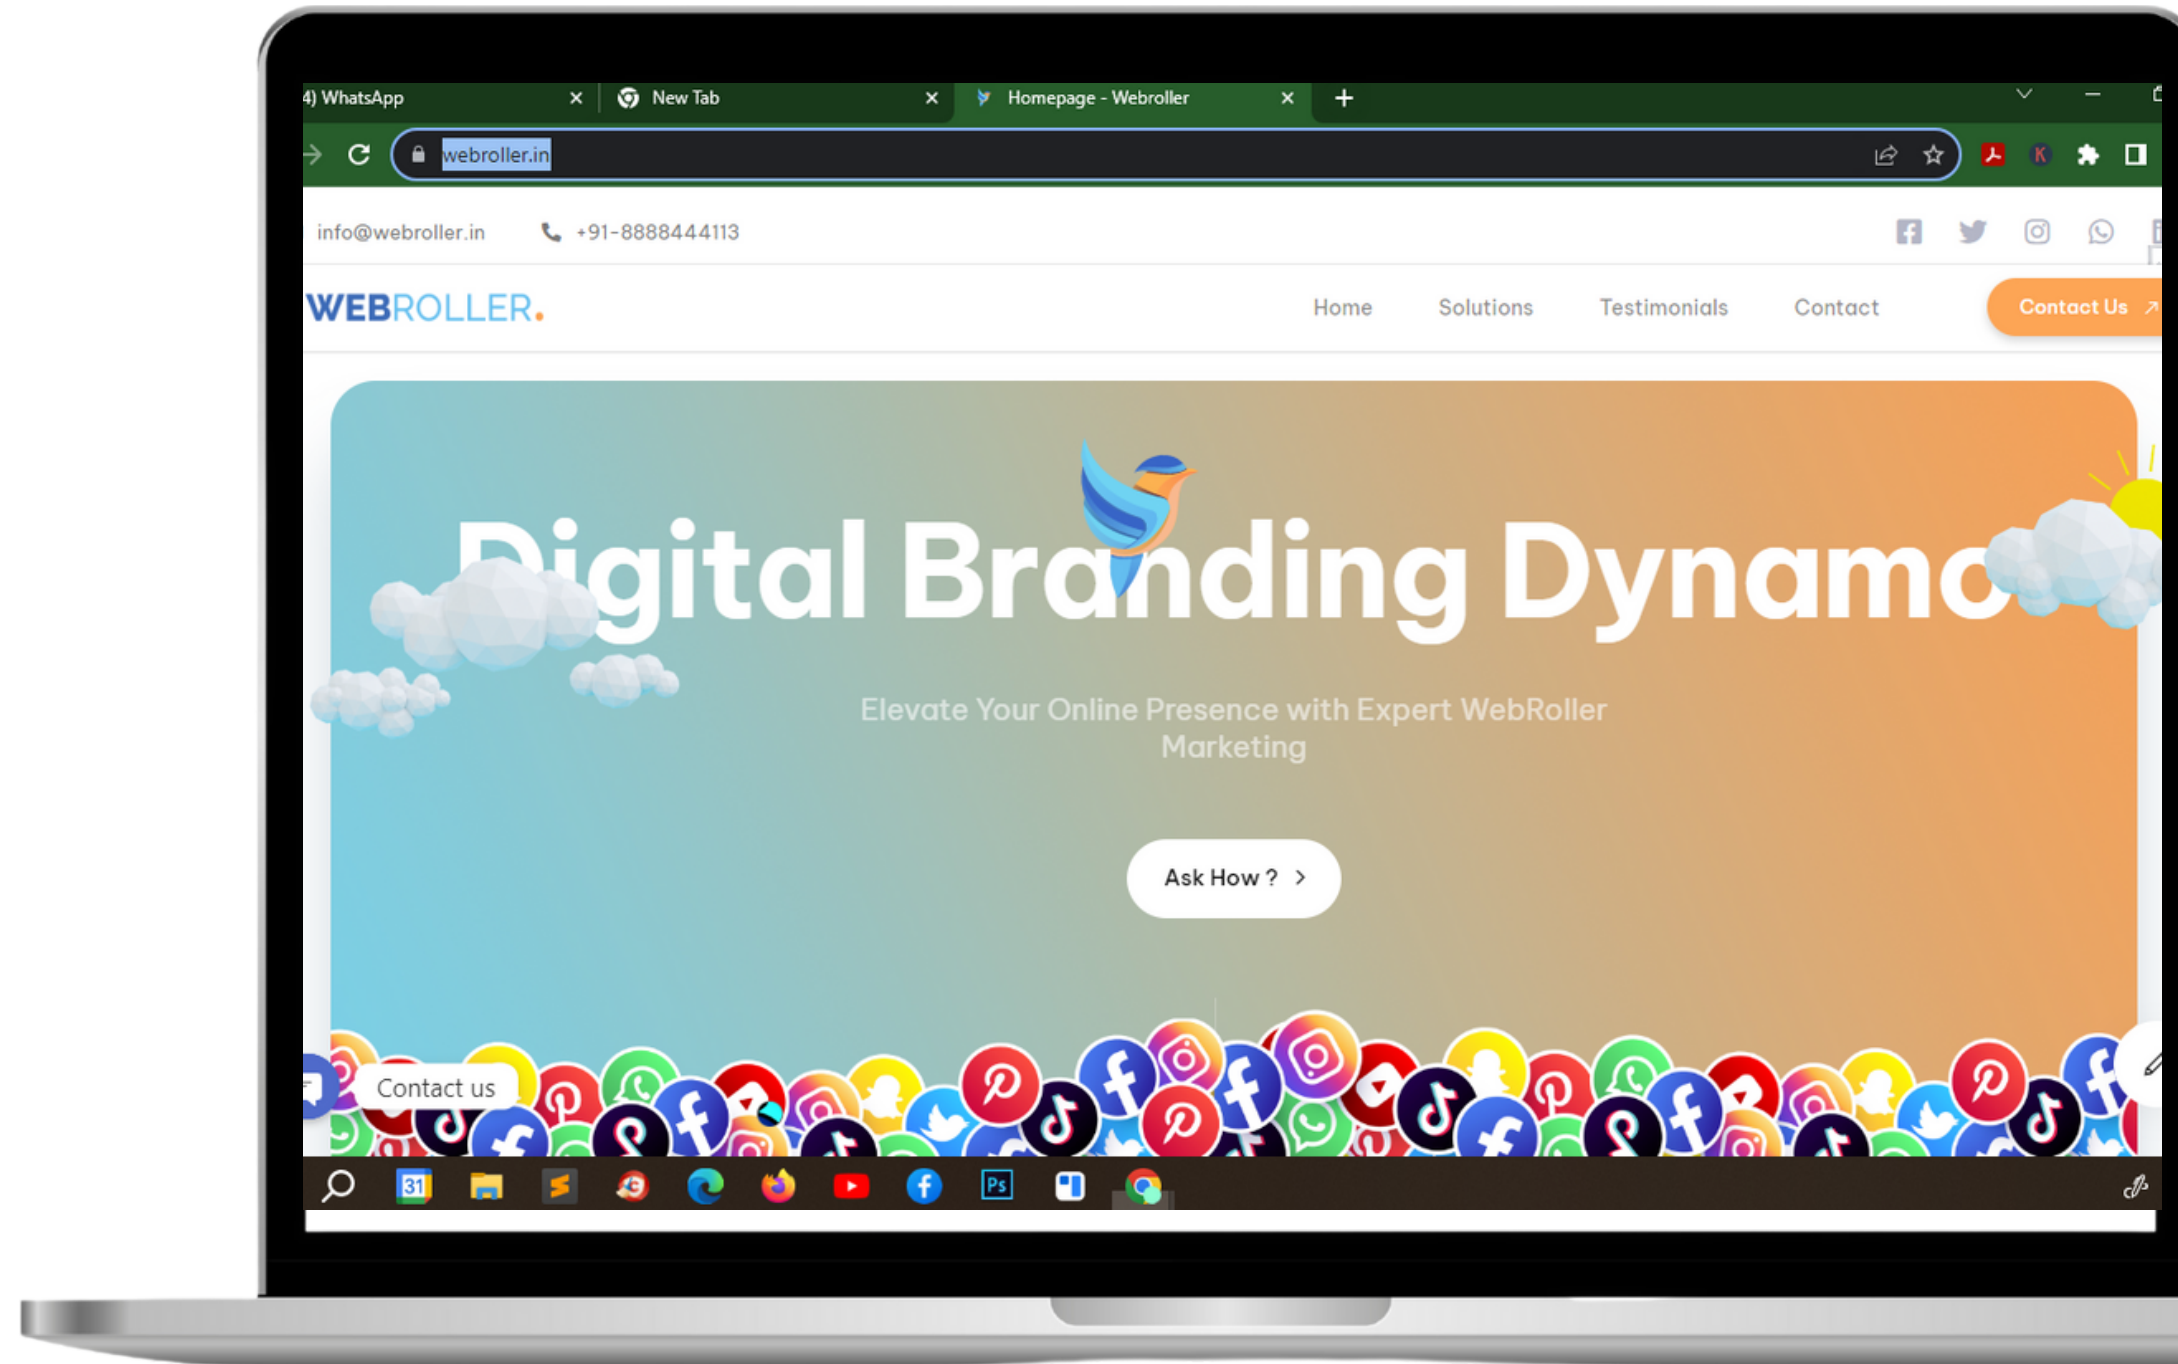 4) WhatsApp
New Tab
Homepage - Webroller
webroller.in
K
info@webroller.in
+91-8888444113
WEBROLLER.
Home
Solutions
Testimonials
Contact
Contact Us
Digital Branding Dynamo
Elevate Your Online Presence with Expert WebRoller
Marketing
Ask How ?
Contact us
31
Ps